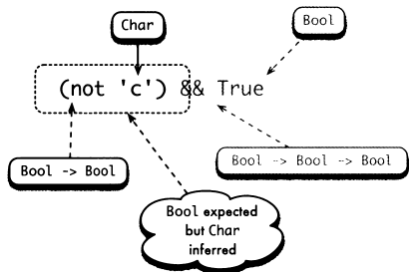 Char
Bool
(not 'c') && True
Bool -> Bool
Bool -> Bool -> Bool
Bool expected
but Char
inferred